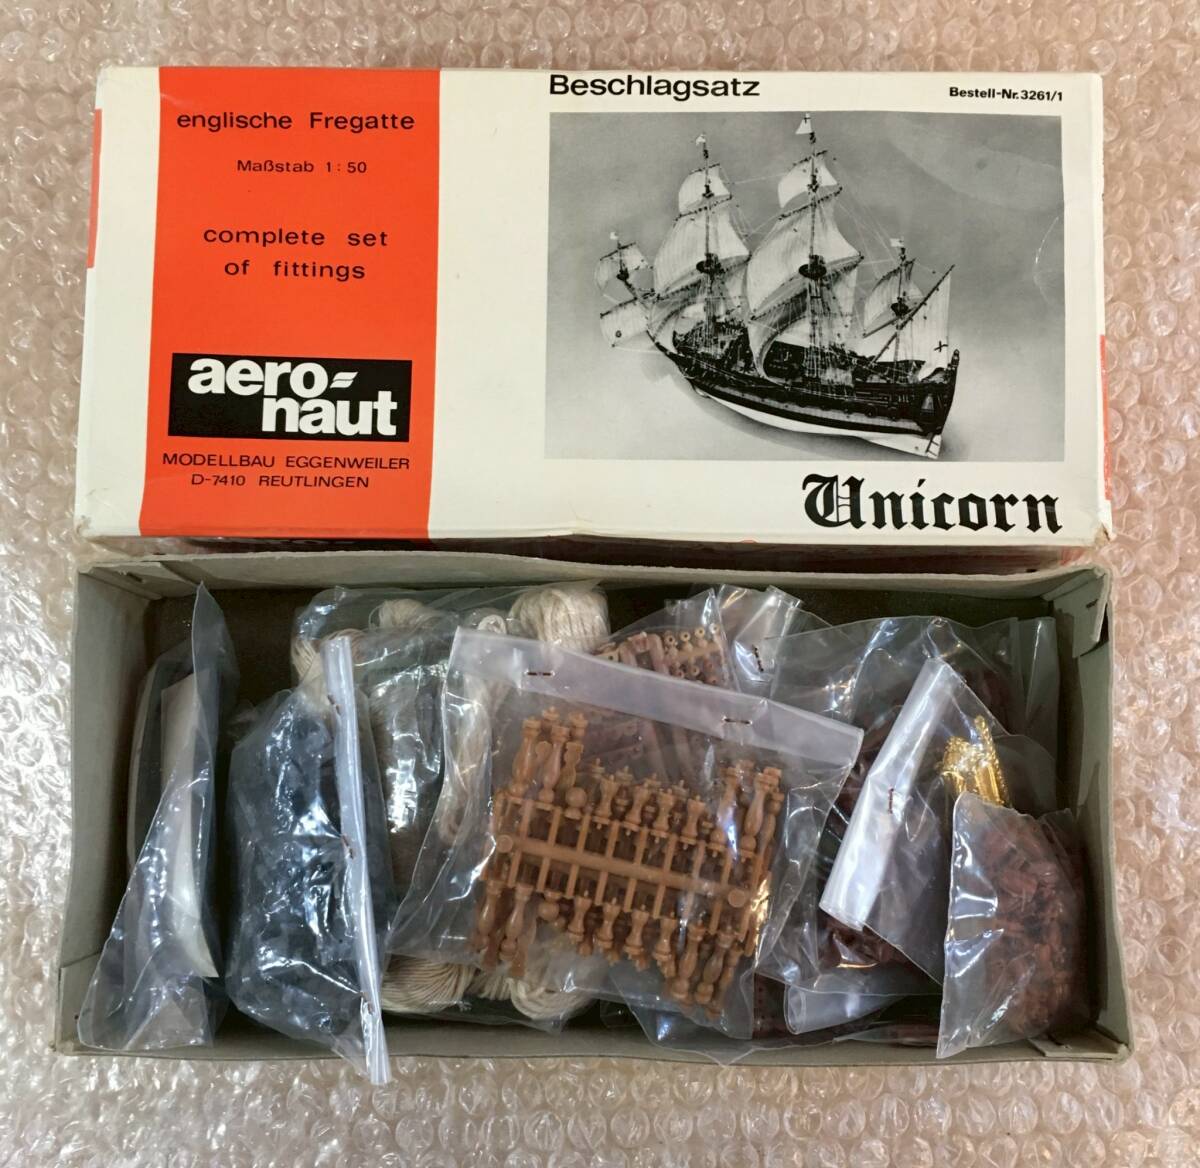 englische Fregatte
Maßstab 1:50
complete set
of fittings
aero-
naut
MODELLBAU EGGENWEILER
D-7410 REUTLINGEN
Beschlagsatz
Bestell-Nr. 3261/1
Unicorn